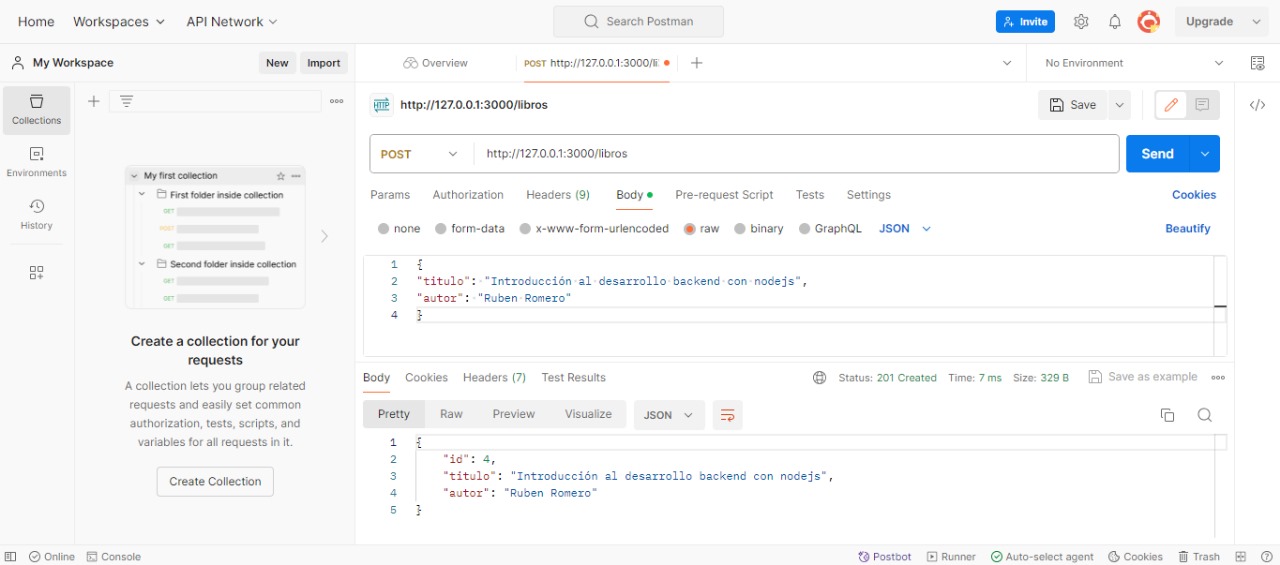 Home Workspaces API Network Search Postman Invite Upgrade
My Workspace New Import Overview POST http://127.0.0.1:3000/li No Environment
Collections
Environments
History
My first collection
First folder inside collection
GET
POST
GET
Second folder inside collection
GET
GET
Create a collection for your
requests
A collection lets you group related
requests and easily set common
authorization, tests, scripts, and
variables for all requests in it.
Create Collection
HTTP http://127.0.0.1:3000/libros Save
POST http://127.0.0.1:3000/libros Send
Params Authorization Headers (9) Body Pre-request Script Tests Settings Cookies
none form-data x-www-form-urlencoded raw binary GraphQL JSON Beautify
1 {
2 "titulo": "Introducción al desarrollo backend con nodejs",
3 "autor": "Ruben Romero"
4 }
Body Cookies Headers (7) Test Results Status: 201 Created Time: 7 ms Size: 329 B Save as example
Pretty Raw Preview Visualize JSON
1 {
2 "id": 4,
3 "titulo": "Introducción al desarrollo backend con nodejs",
4 "autor": "Ruben Romero"
5 }
Online Console Postbot Runner Auto-select agent Cookies Trash